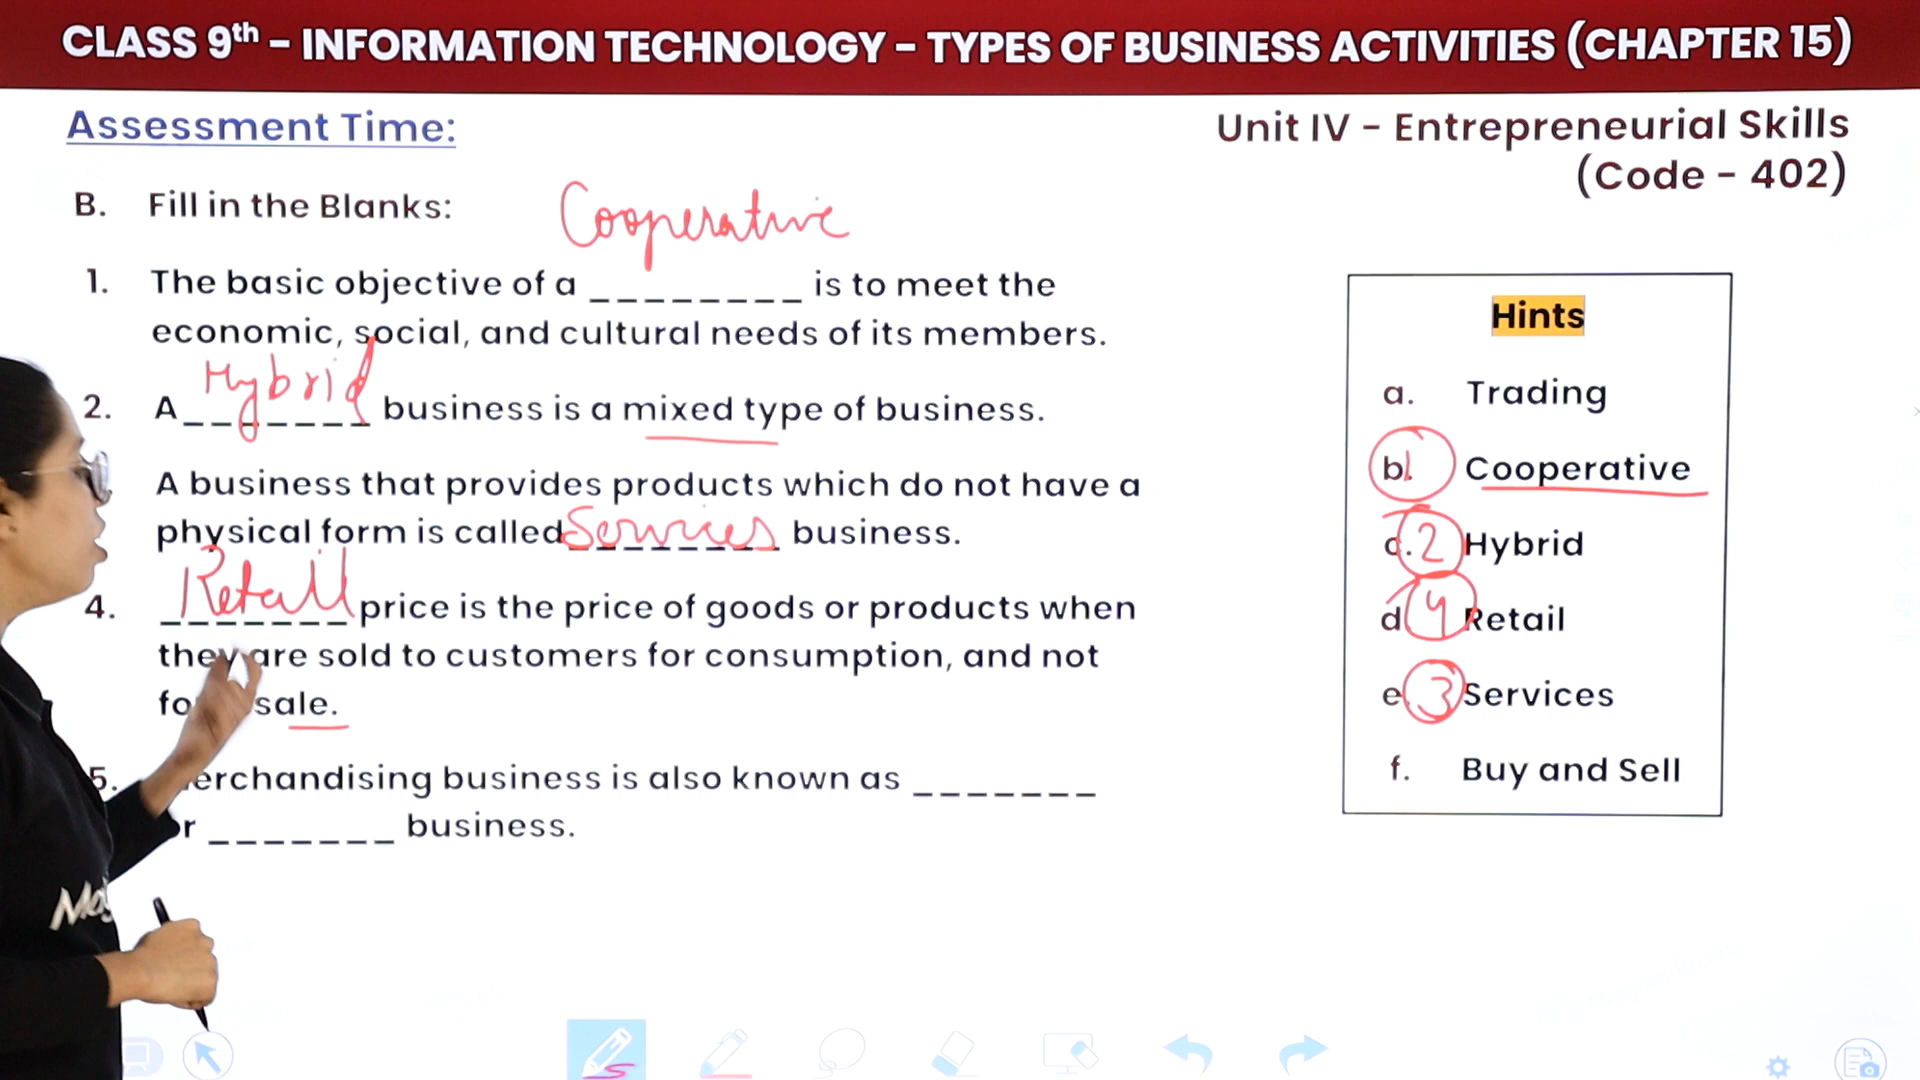 CLASS 9th – INFORMATION TECHNOLOGY – TYPES OF BUSINESS ACTIVITIES (CHAPTER 15)
Assessment Time:
Unit IV – Entrepreneurial Skills
(Code – 402)
B. Fill in the Blanks:
Cooperative
1. The basic objective of a ________ is to meet the
economic, social, and cultural needs of its members.
Hybrid
2. A _______ business is a mixed type of business.
A business that provides products which do not have a
physical form is called Services business.
4. Retail price is the price of goods or products when
they are sold to customers for consumption, and not
sale.
5. erchandising business is also known as _______
r _______ business.
Hints
a. Trading
b. 1 Cooperative
c. 2 Hybrid
d 4 Retail
e. 3 Services
f. Buy and Sell